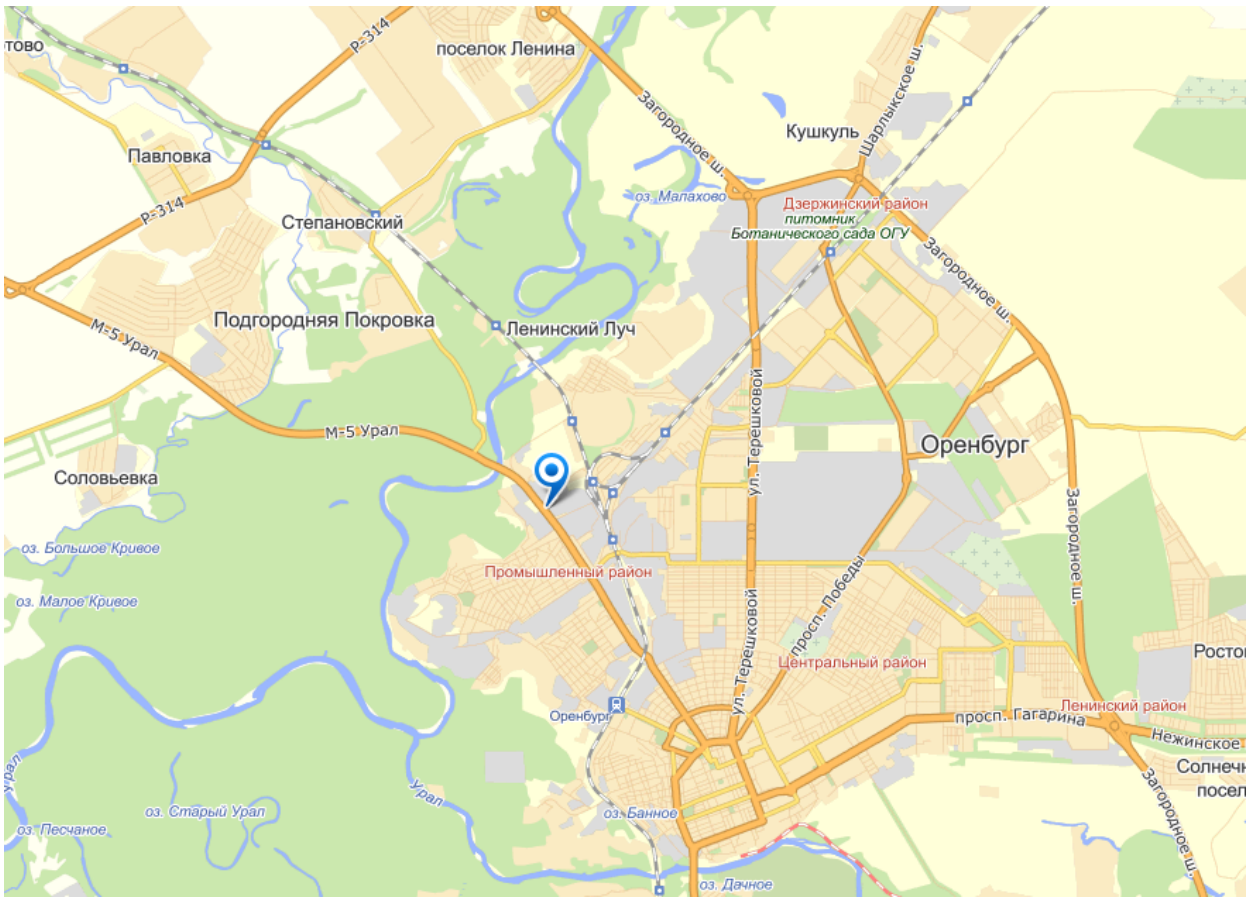 тово
Р-314
поселок Ленина
Загородное ш.
Шарлыкское ш.
Кушкуль
Павловка
оз. Малахово
Дзержинский район
питомник
Ботанического сада ОГУ
Р-314
Степановский
Загородное ш.
Подгородняя Покровка
Ленинский Луч
М-5 Урал
М-5 Урал
ул. Терешковой
Оренбург
Соловьевка
Загородное ш.
оз. Большое Кривое
Промышленный район
оз. Малое Кривое
просп. Победы
ул. Терешковой
Центральный район
Росто
Оренбург
просп. Гагарина
Ленинский район
Нежинское
Солнечн
посел
Урал
Урал
оз. Старый Урал
оз. Банное
Загородное ш.
оз. Песчаное
оз. Дачное